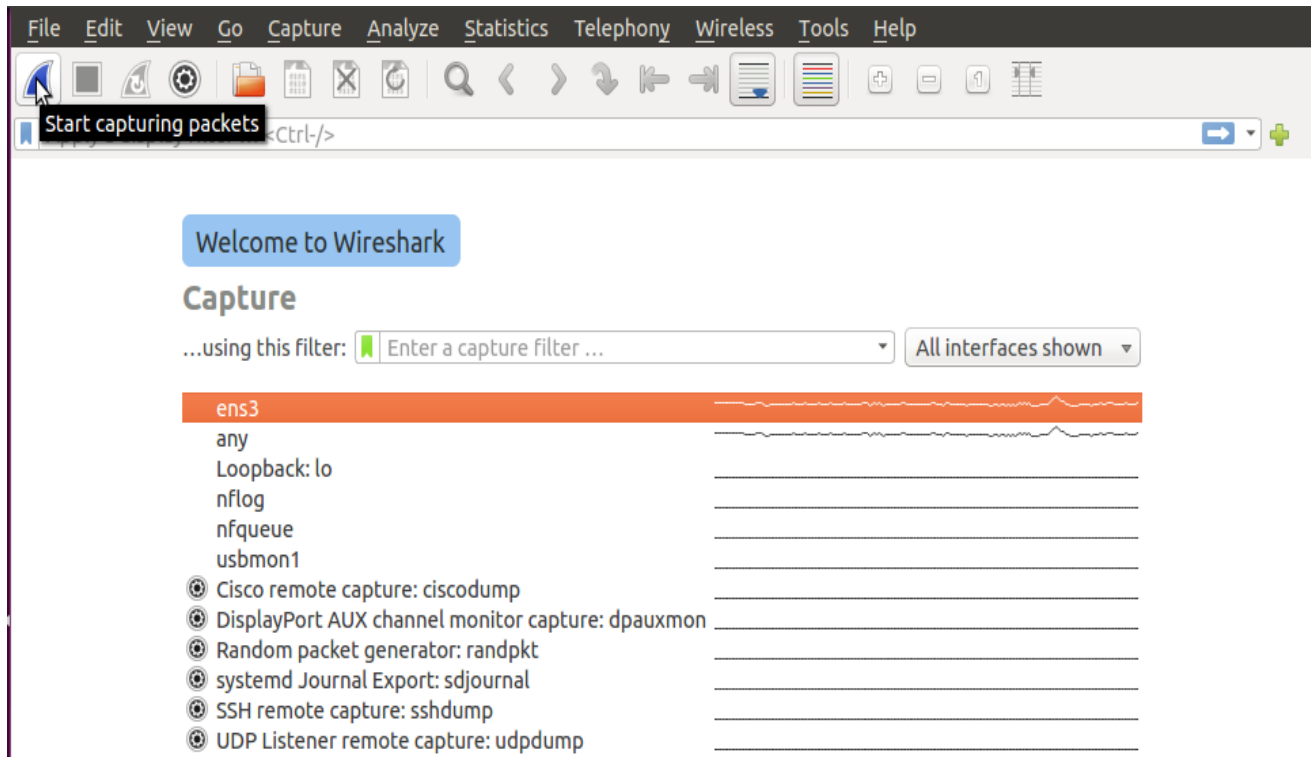 File Edit View Go Capture Analyze Statistics Telephony Wireless Tools Help
Start capturing packets
<Ctrl-/>
Welcome to Wireshark
Capture
...using this filter: Enter a capture filter ... All interfaces shown
ens3
any
Loopback: lo
nflog
nfqueue
usbmon1
Cisco remote capture: ciscodump
DisplayPort AUX channel monitor capture: dpauxmon
Random packet generator: randpkt
systemd Journal Export: sdjournal
SSH remote capture: sshdump
UDP Listener remote capture: udpdump